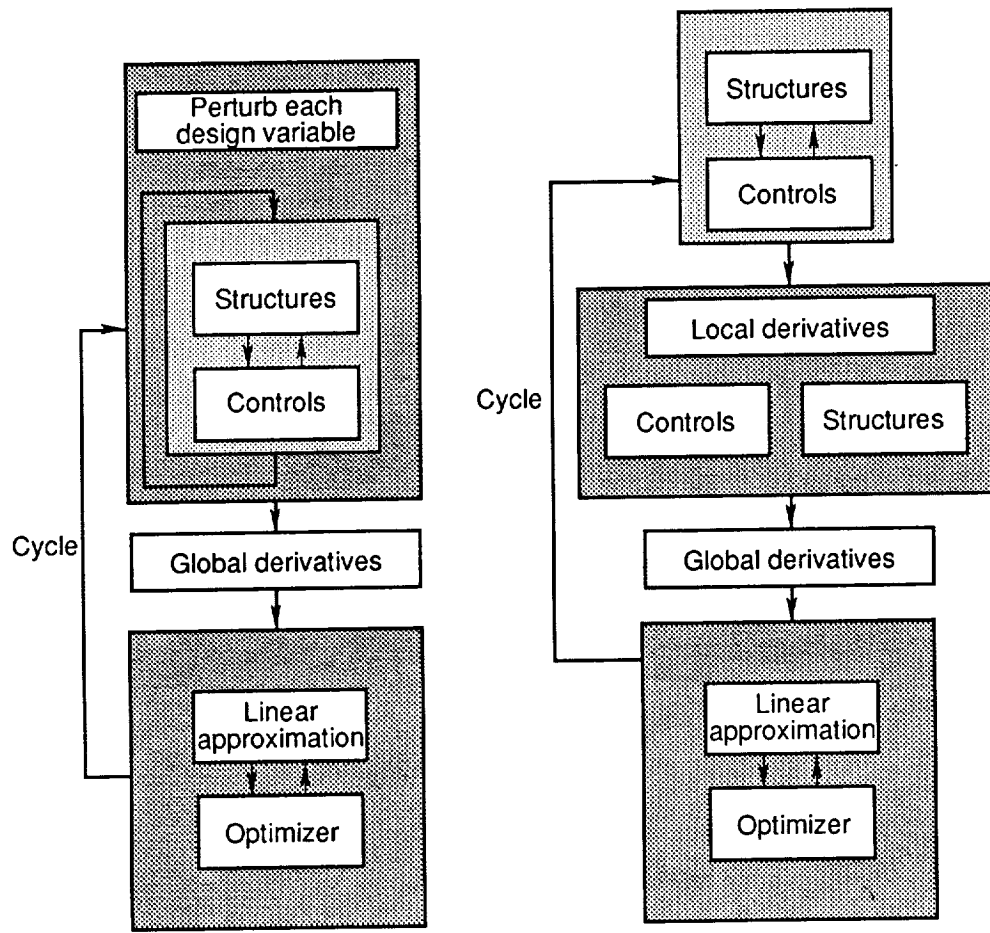 Perturb each
design variable
Structures
Controls
Cycle
Global derivatives
Linear
approximation
Optimizer
Structures
Controls
Local derivatives
Controls
Structures
Cycle
Global derivatives
Linear
approximation
Optimizer